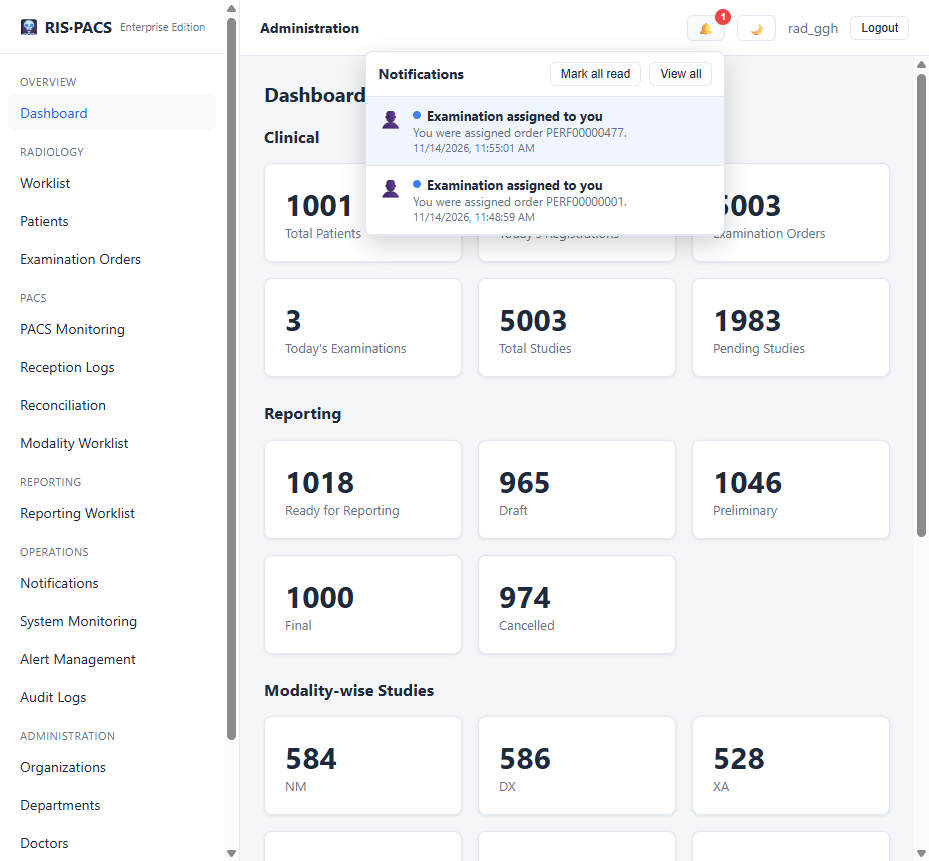 RIS·PACS Enterprise Edition
OVERVIEW
Dashboard
RADIOLOGY
Worklist
Patients
Examination Orders
PACS
PACS Monitoring
Reception Logs
Reconciliation
Modality Worklist
REPORTING
Reporting Worklist
OPERATIONS
Notifications
System Monitoring
Alert Management
Audit Logs
ADMINISTRATION
Organizations
Departments
Doctors
Administration
1
rad_ggh
Logout
Notifications
Mark all read
View all
Examination assigned to you
You were assigned order PERF00000477.
11/14/2026, 11:55:01 AM
Examination assigned to you
You were assigned order PERF00000001.
11/14/2026, 11:48:59 AM
Dashboard
Clinical
1001
Total Patients
Today's Registrations
5003
Examination Orders
3
Today's Examinations
5003
Total Studies
1983
Pending Studies
Reporting
1018
Ready for Reporting
965
Draft
1046
Preliminary
1000
Final
974
Cancelled
Modality-wise Studies
584
NM
586
DX
528
XA